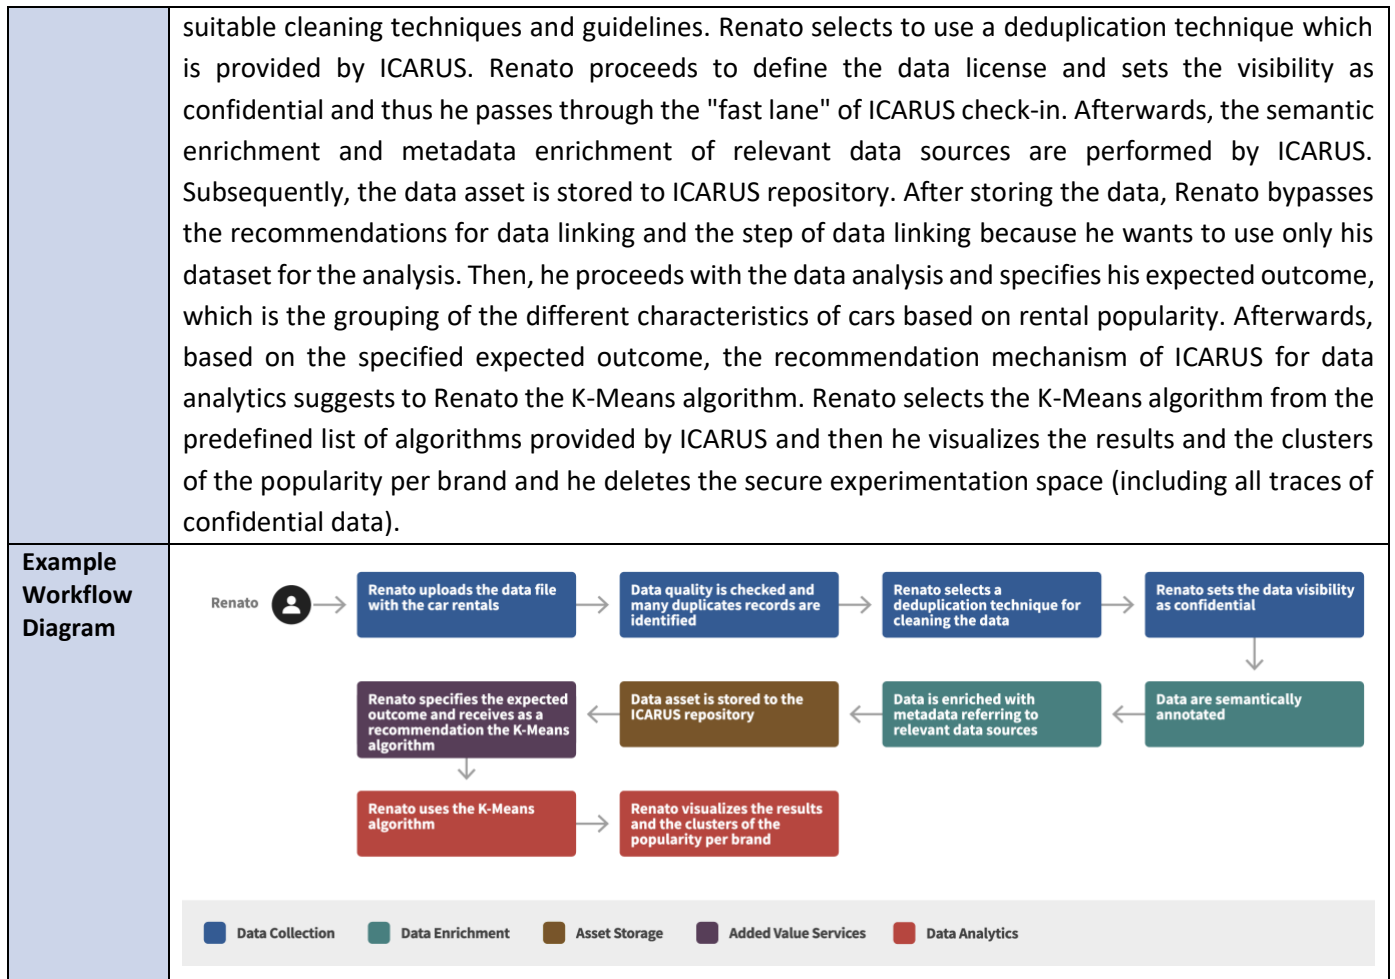 suitable cleaning techniques and guidelines. Renato selects to use a deduplication technique which
is provided by ICARUS. Renato proceeds to define the data license and sets the visibility as
confidential and thus he passes through the "fast lane" of ICARUS check-in. Afterwards, the semantic
enrichment and metadata enrichment of relevant data sources are performed by ICARUS.
Subsequently, the data asset is stored to ICARUS repository. After storing the data, Renato bypasses
the recommendations for data linking and the step of data linking because he wants to use only his
dataset for the analysis. Then, he proceeds with the data analysis and specifies his expected outcome,
which is the grouping of the different characteristics of cars based on rental popularity. Afterwards,
based on the specified expected outcome, the recommendation mechanism of ICARUS for data
analytics suggests to Renato the K-Means algorithm. Renato selects the K-Means algorithm from the
predefined list of algorithms provided by ICARUS and then he visualizes the results and the clusters
of the popularity per brand and he deletes the secure experimentation space (including all traces of
confidential data).
Example
Workflow
Diagram
Renato
Renato uploads the data file
with the car rentals
Data quality is checked and
many duplicates records are
identified
Renato selects a
deduplication technique for
cleaning the data
Renato sets the data visibility
as confidential
Data are semantically
annotated
Data is enriched with
metadata referring to
relevant data sources
Data asset is stored to the
ICARUS repository
Renato specifies the expected
outcome and receives as a
recommendation the K-Means
algorithm
Renato uses the K-Means
algorithm
Renato visualizes the results
and the clusters of the
popularity per brand
Data Collection
Data Enrichment
Asset Storage
Added Value Services
Data Analytics